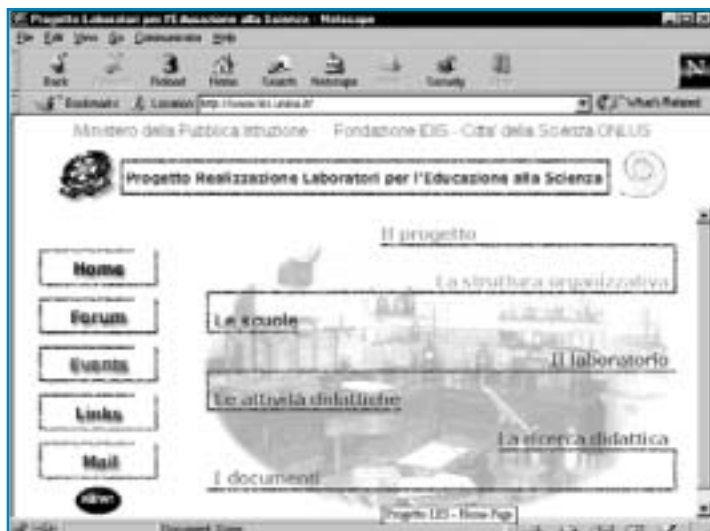 Progetto Laboratori per l'Educazione alla Scienza - Netscape
File Edit View Go Communicator Help
Back Reload Home Search Netscape Security
Bookmarks Location What's Related
Ministero della Pubblica Istruzione Fondazione IDIS - Citta' della Scienza ONLUS
Progetto Realizzazione Laboratori per l'Educazione alla Scienza
Il progetto
La struttura organizzativa
Le scuole
Il laboratorio
Le attività didattiche
La ricerca didattica
I documenti
Home
Forum
Events
Links
Mail
NEW!
Progetto LES - Home Page
Document: Done